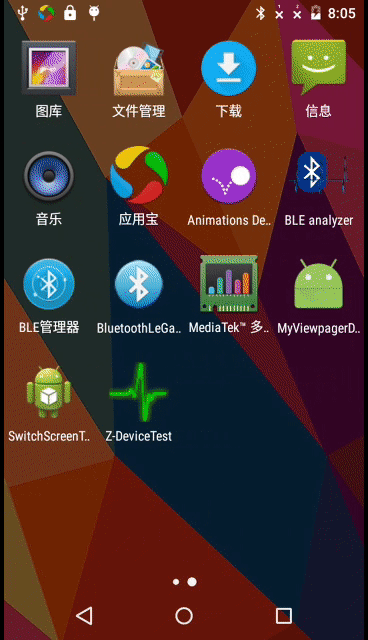 8:05
图库
文件管理
下载
信息
音乐
应用宝
Animations De..
BLE analyzer
BLE管理器
BluetoothLeGa..
MediaTek™ 多..
MyViewpagerD..
SwitchScreenT..
Z-DeviceTest